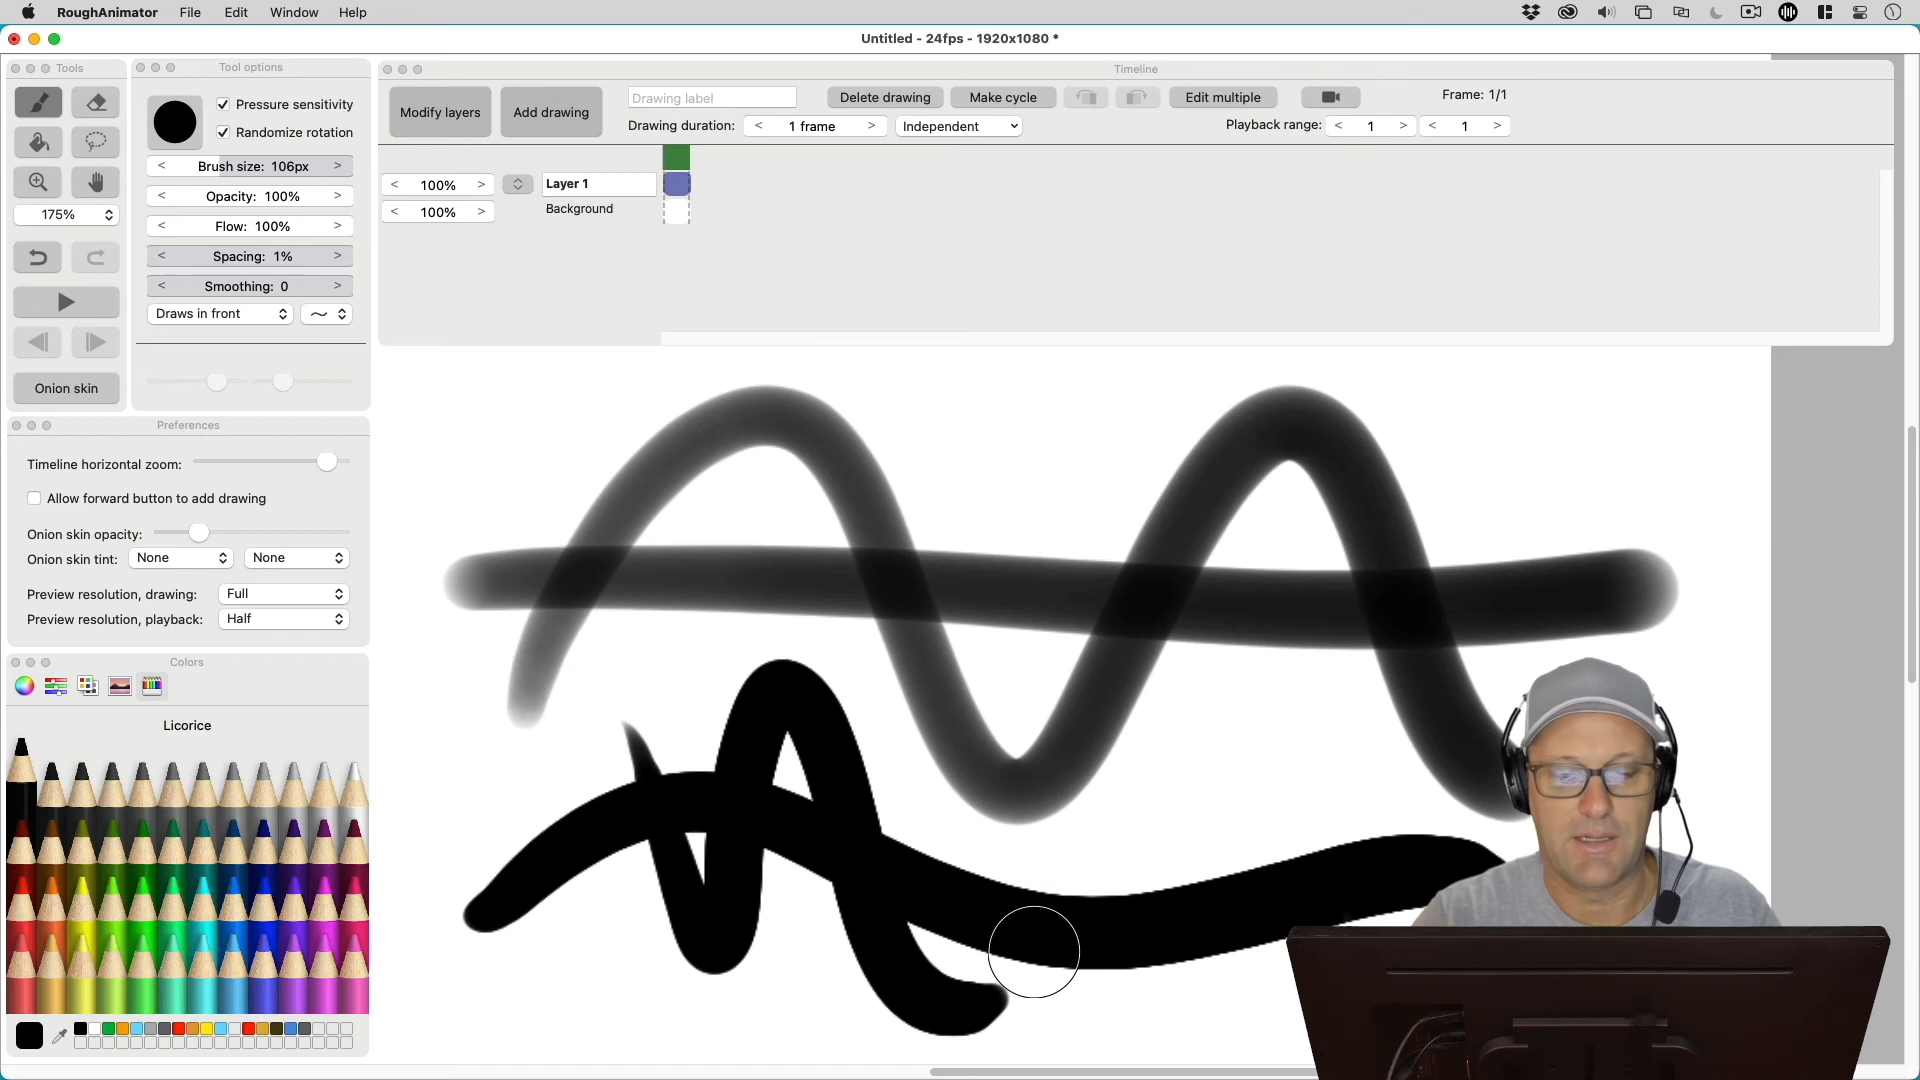 RoughAnimator File Edit Window Help
Untitled - 24fps - 1920x1080 *
Tools
Tool options
Timeline
Pressure sensitivity
Randomize rotation
Brush size: 106px
Opacity: 100%
Flow: 100%
Spacing: 1%
Smoothing: 0
Draws in front
175%
Onion skin
Modify layers
Add drawing
Drawing label
Delete drawing
Make cycle
Edit multiple
Frame: 1/1
Drawing duration: < 1 frame >
Independent
Playback range: < 1 > < 1 >
< 100% > Layer 1
< 100% > Background
Preferences
Timeline horizontal zoom:
Allow forward button to add drawing
Onion skin opacity:
Onion skin tint: None None
Preview resolution, drawing: Full
Preview resolution, playback: Half
Colors
Licorice